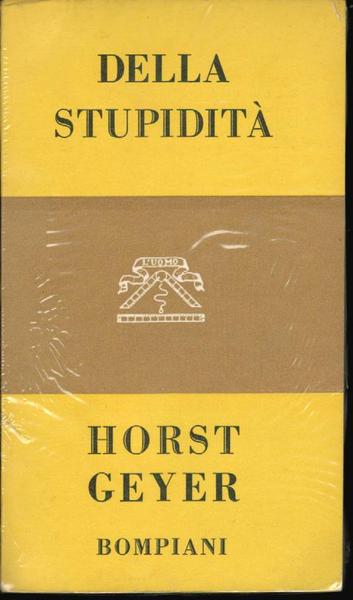 DELLA
STUPIDITÀ
L'UOMO
HORST
GEYER
BOMPIANI